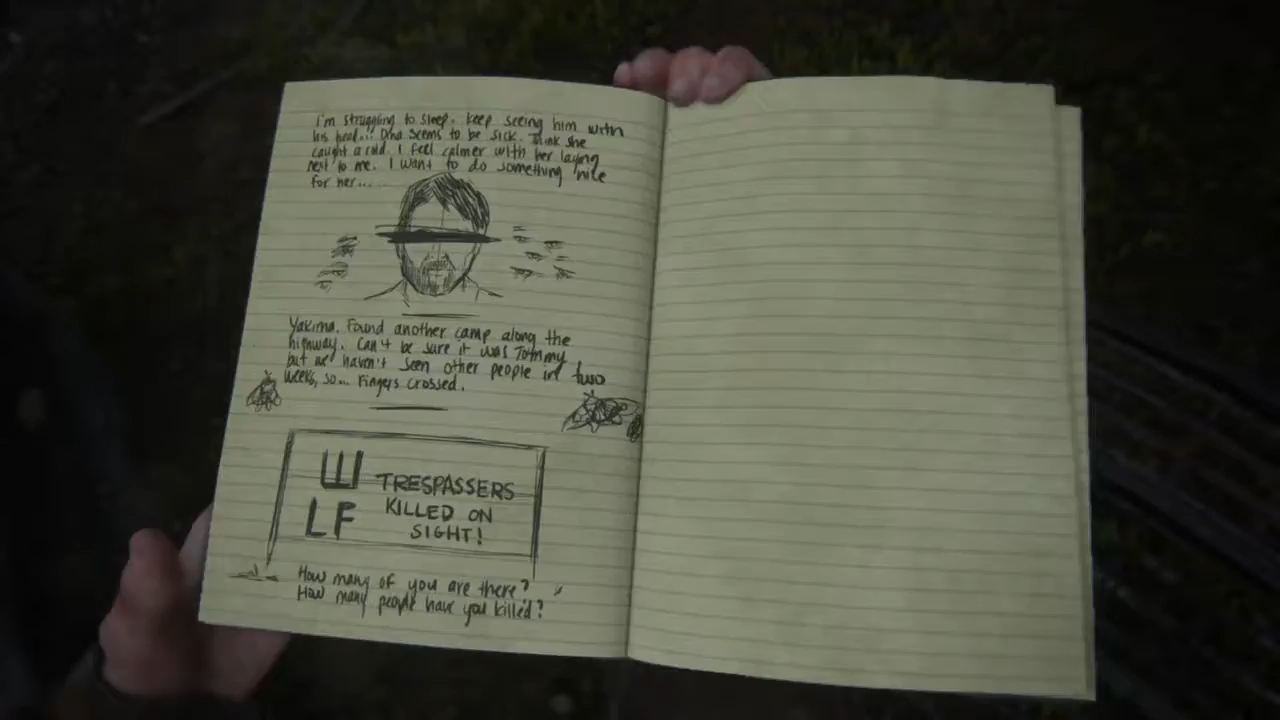 I'm struggling to sleep. Keep seeing him with
his head... Dina seems to be sick. Think she
caught a cold. I feel calmer with her laying
next to me. I want to do something nice
for her...
Yakima. Found another camp along the
highway. Can't be sure it was Tommy
but we haven't seen other people in two
weeks, so... Fingers crossed.
W TRESPASSERS
LF KILLED ON
SIGHT!
How many of you are there?
How many people have you killed?